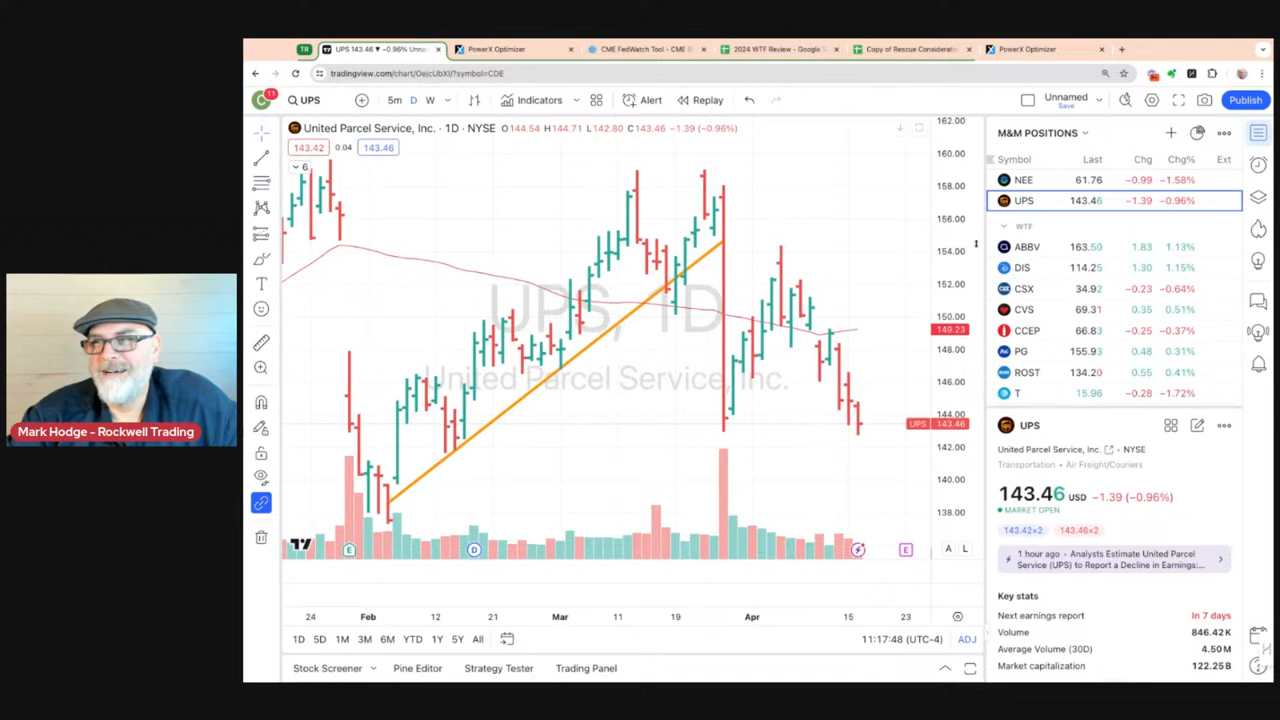 TR
UPS 143.46 ▼ −0.96% Unna
PowerX Optimizer
CME FedWatch Tool - CME G
2024 WTF Review - Google S
Copy of Rescue Consideratio
PowerX Optimizer
tradingview.com/chart/OejcUbXl/?symbol=CDE
C 11
UPS
5m D W
Indicators
Alert
Replay
Unnamed
Save
Publish
United Parcel Service, Inc. · 1D · NYSE O144.54 H144.71 L142.80 C143.46 −1.39 (−0.96%)
143.42 0.04 143.46
6
UPS, 1D
United Parcel Service, Inc.
162.00
160.00
158.00
156.00
154.00
152.00
150.00
149.23
148.00
146.00
144.00
UPS 143.46
142.00
140.00
138.00
E D E
A L
24 Feb 12 21 Mar 11 19 Apr 15 23
1D 5D 1M 3M 6M YTD 1Y 5Y All
11:17:48 (UTC-4) ADJ
Stock Screener Pine Editor Strategy Tester Trading Panel
M&M POSITIONS
Symbol Last Chg Chg% Ext
NEE 61.76 −0.99 −1.58%
UPS 143.46 −1.39 −0.96%
WTF
ABBV 163.50 1.83 1.13%
DIS 114.25 1.30 1.15%
CSX 34.92 −0.23 −0.64%
CVS 69.31 0.35 0.51%
CCEP 66.83 −0.25 −0.37%
PG 155.93 0.48 0.31%
ROST 134.20 0.55 0.41%
T 15.96 −0.28 −1.72%
UPS
United Parcel Service, Inc. · NYSE
Transportation • Air Freight/Couriers
143.46 USD −1.39 (−0.96%)
MARKET OPEN
143.42×2 143.46×2
1 hour ago - Analysts Estimate United Parcel
Service (UPS) to Report a Decline in Earnings:...
Key stats
Next earnings report In 7 days
Volume 846.42K
Average Volume (30D) 4.50M
Market capitalization 122.25B
Mark Hodge - Rockwell Trading